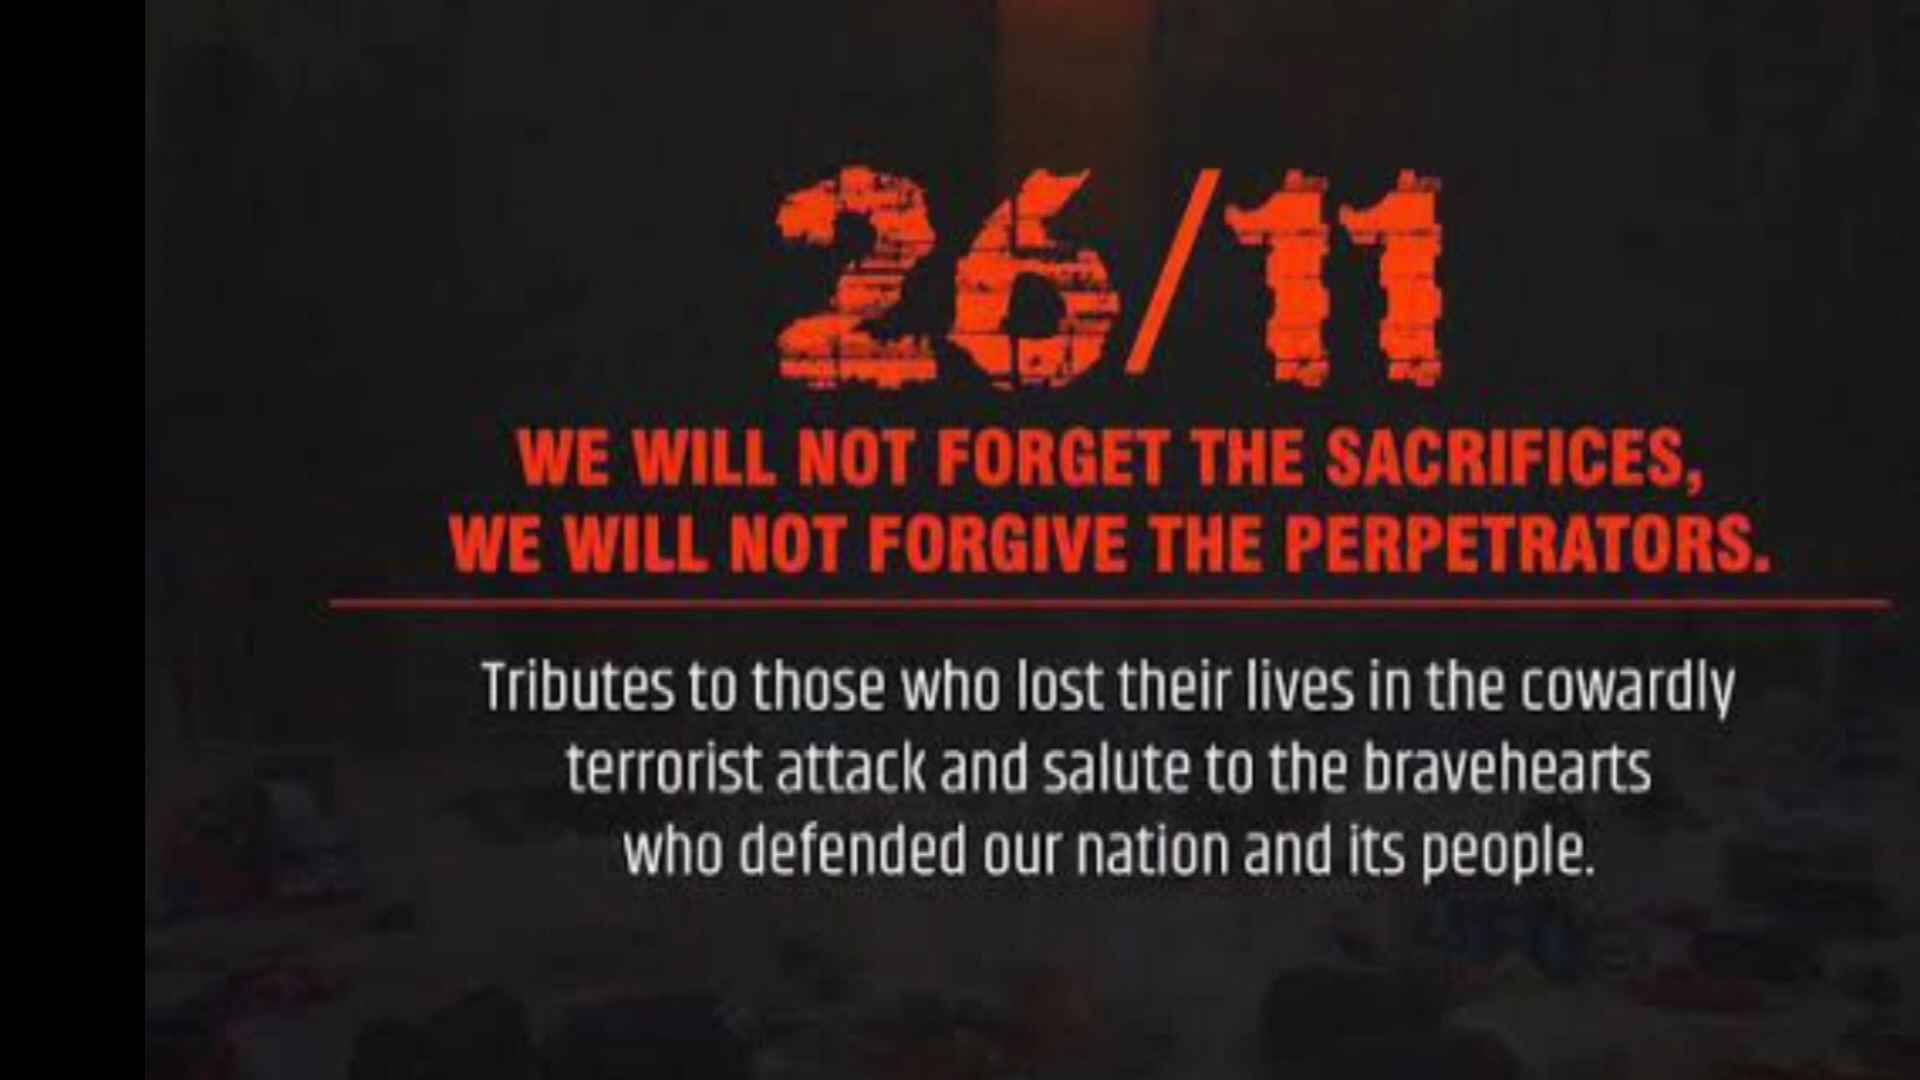 26/11
WE WILL NOT FORGET THE SACRIFICES,
WE WILL NOT FORGIVE THE PERPETRATORS.
Tributes to those who lost their lives in the cowardly
terrorist attack and salute to the bravehearts
who defended our nation and its people.